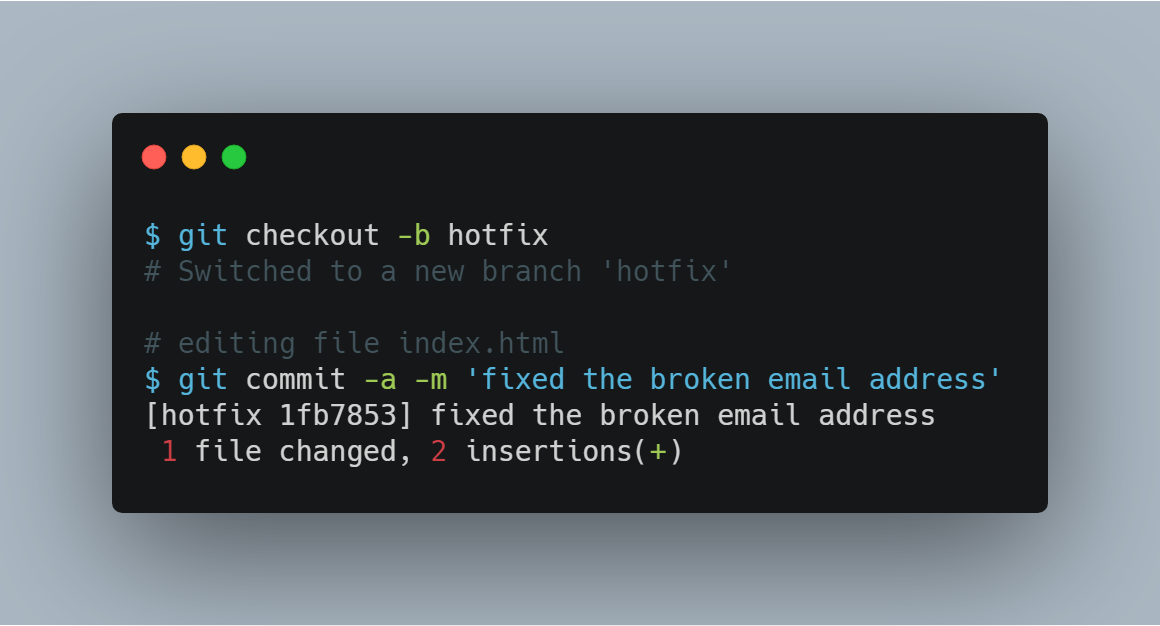 $ git checkout -b hotfix
# Switched to a new branch 'hotfix'
# editing file index.html
$ git commit -a -m 'fixed the broken email address'
[hotfix 1fb7853] fixed the broken email address
 1 file changed, 2 insertions(+)